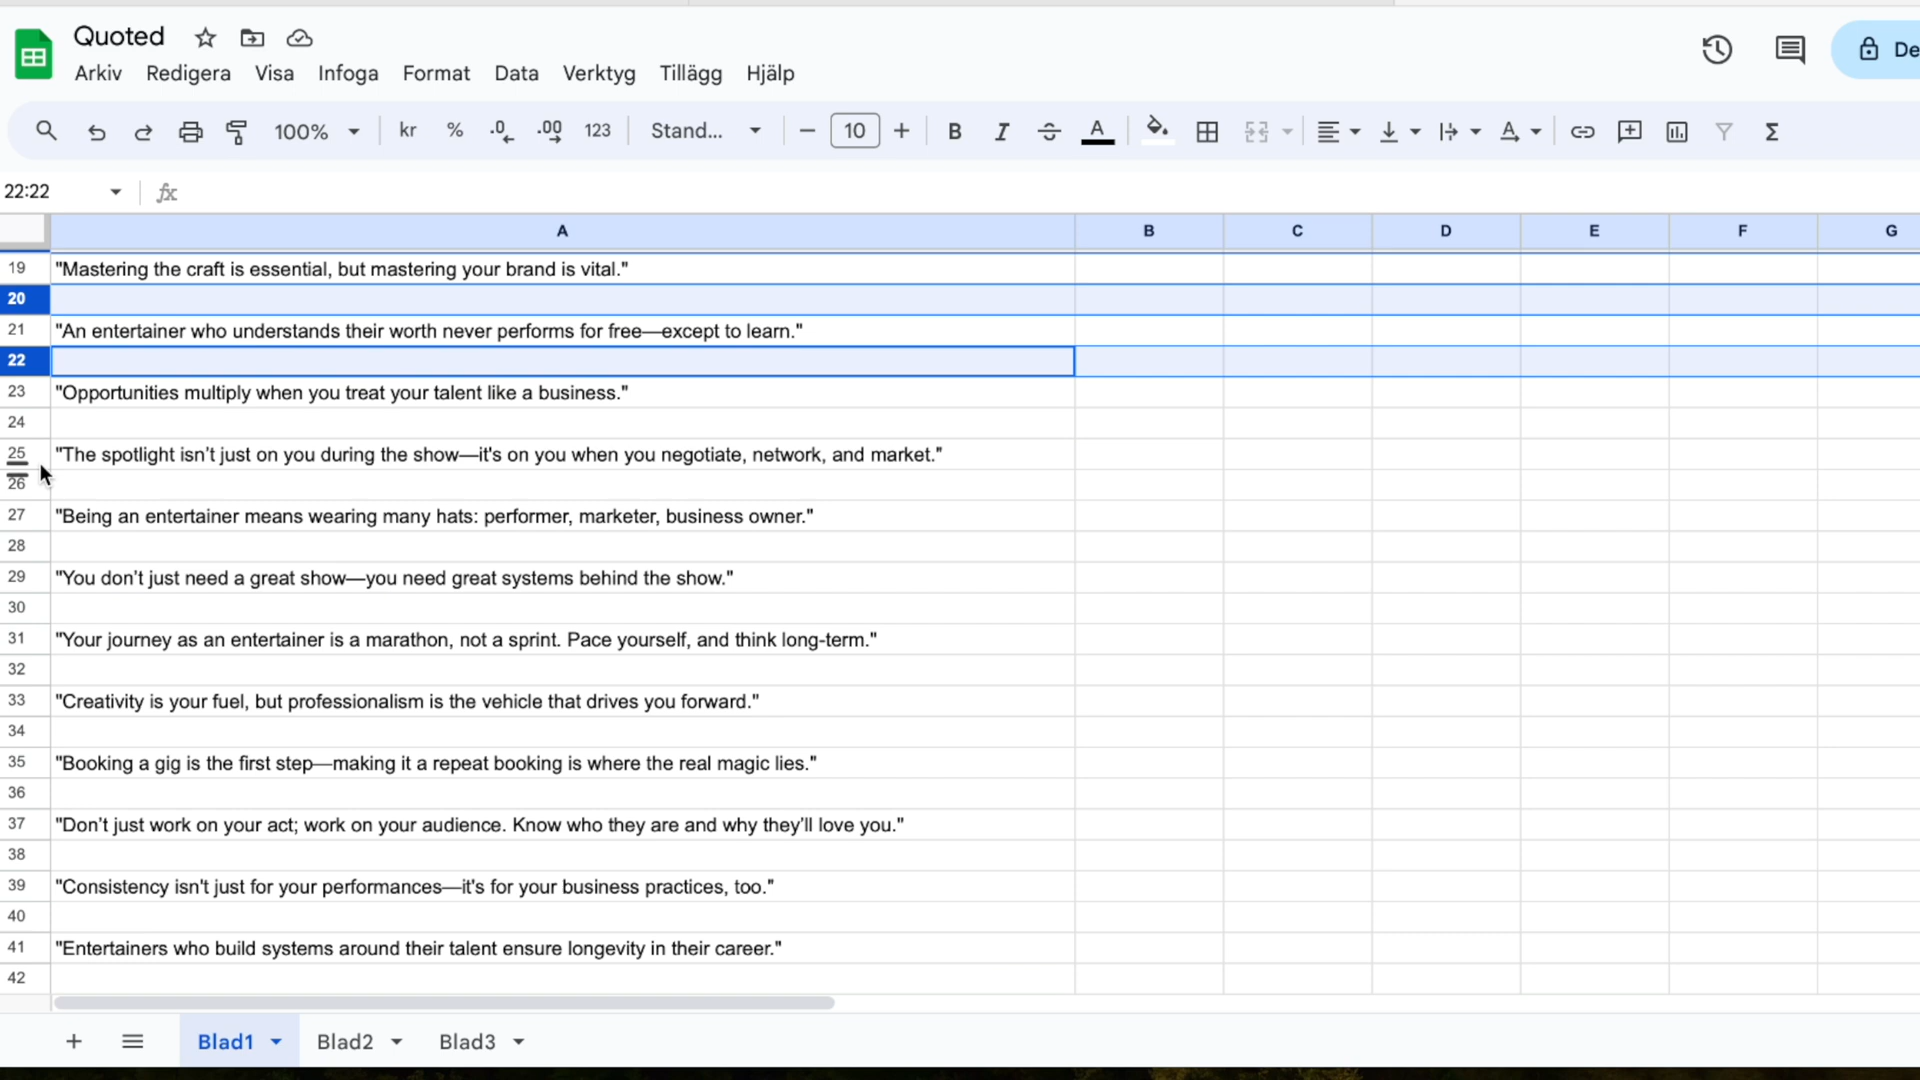 Quoted
Arkiv Redigera Visa Infoga Format Data Verktyg Tillägg Hjälp
De
100% kr % .0 .00 123 Stand... 10 B I A A Σ
22:22 fx
A B C D E F G
19 "Mastering the craft is essential, but mastering your brand is vital."
20
21 "An entertainer who understands their worth never performs for free—except to learn."
22
23 "Opportunities multiply when you treat your talent like a business."
24
25 "The spotlight isn’t just on you during the show—it's on you when you negotiate, network, and market."
26
27 "Being an entertainer means wearing many hats: performer, marketer, business owner."
28
29 "You don’t just need a great show—you need great systems behind the show."
30
31 "Your journey as an entertainer is a marathon, not a sprint. Pace yourself, and think long-term."
32
33 "Creativity is your fuel, but professionalism is the vehicle that drives you forward."
34
35 "Booking a gig is the first step—making it a repeat booking is where the real magic lies."
36
37 "Don’t just work on your act; work on your audience. Know who they are and why they’ll love you."
38
39 "Consistency isn't just for your performances—it's for your business practices, too."
40
41 "Entertainers who build systems around their talent ensure longevity in their career."
42
Blad1 Blad2 Blad3